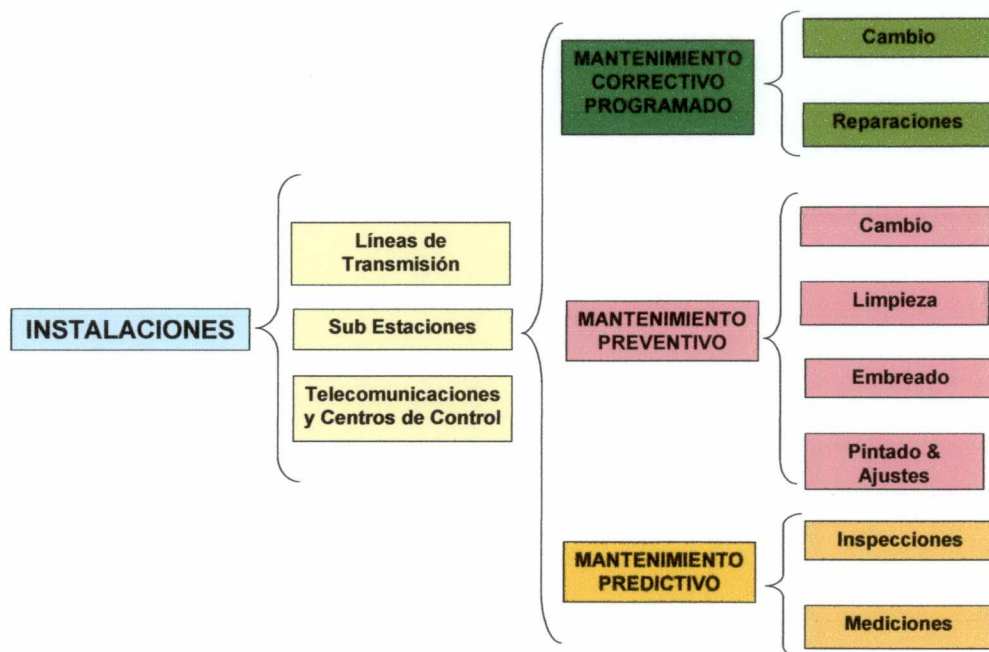 INSTALACIONES
Líneas de
Transmisión
Sub Estaciones
Telecomunicaciones
y Centros de Control
MANTENIMIENTO
CORRECTIVO
PROGRAMADO
Cambio
Reparaciones
MANTENIMIENTO
PREVENTIVO
Cambio
Limpieza
Embreado
Pintado &
Ajustes
MANTENIMIENTO
PREDICTIVO
Inspecciones
Mediciones